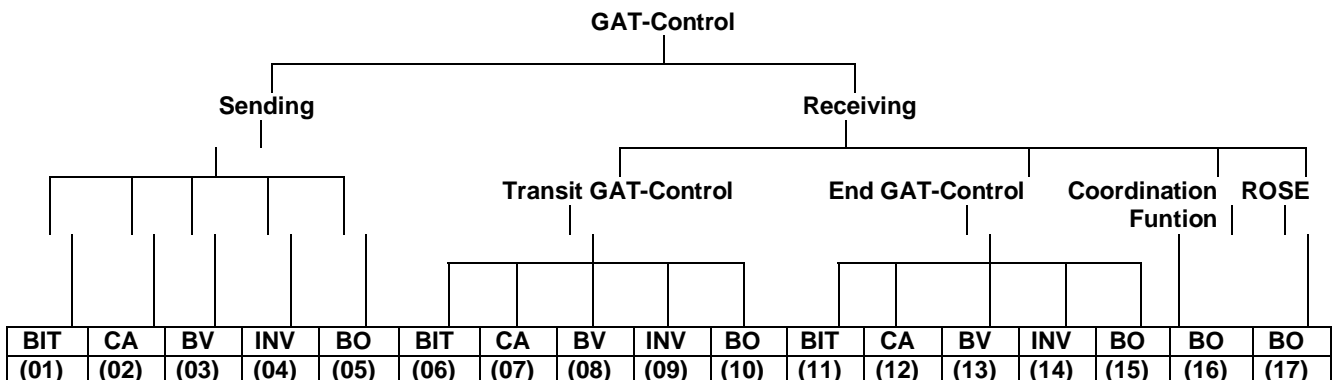 GAT-Control
Sending Receiving
Transit GAT-Control End GAT-Control Coordination ROSE
Funtion
BIT CA BV INV BO BIT CA BV INV BO BIT CA BV INV BO BO BO
(01) (02) (03) (04) (05) (06) (07) (08) (09) (10) (11) (12) (13) (14) (15) (16) (17)